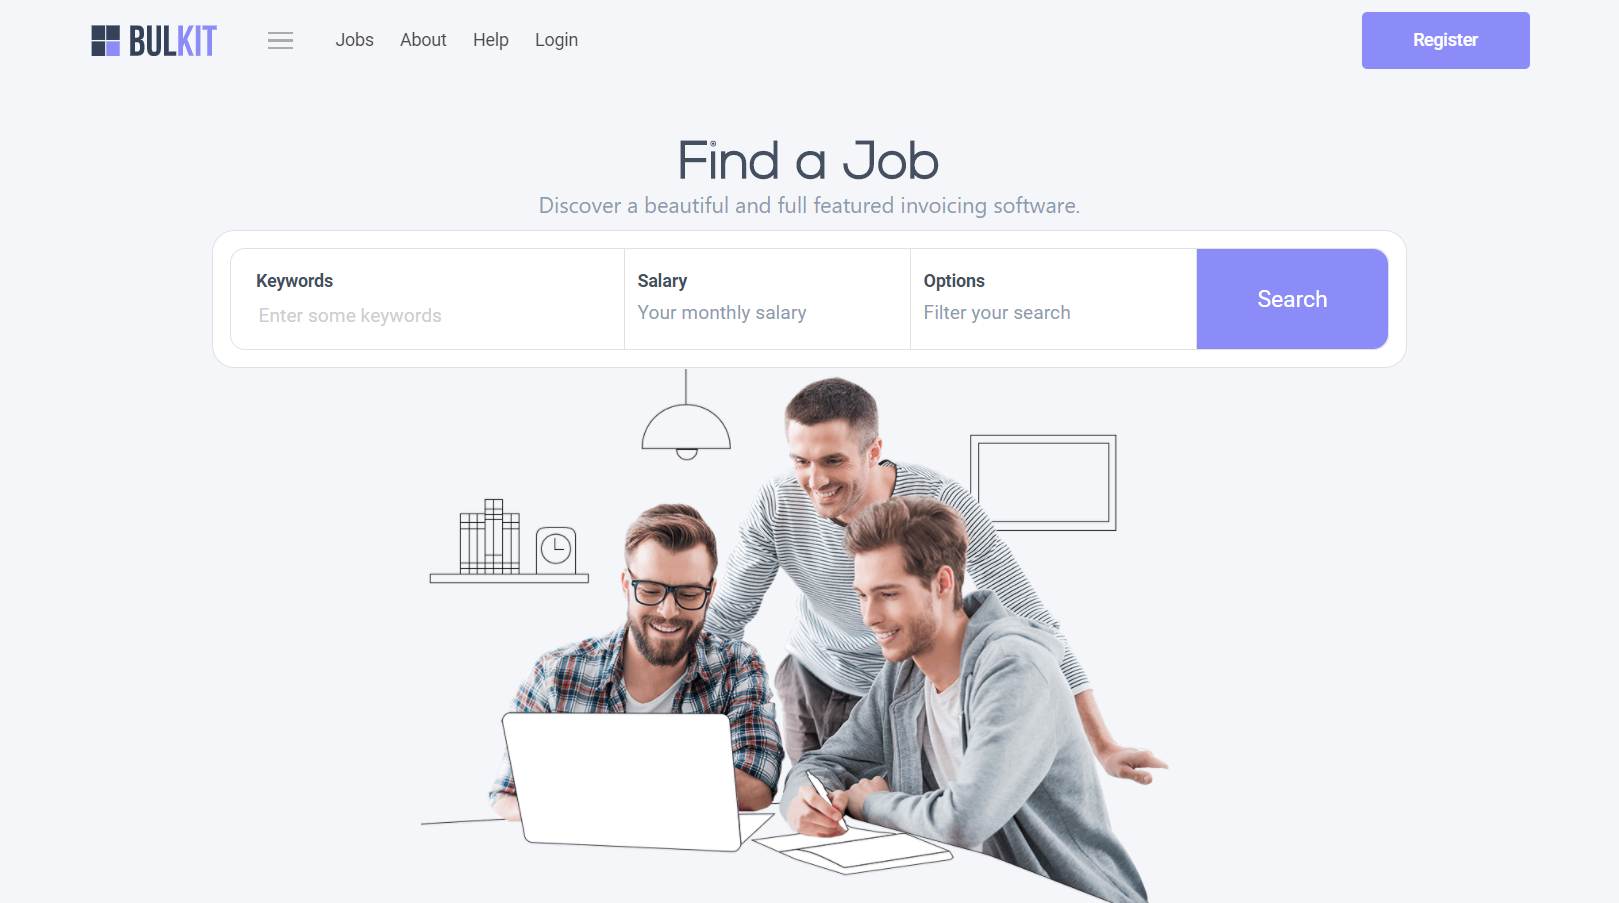 BULKIT
Jobs About Help Login
Register
Find a Job
Discover a beautiful and full featured invoicing software.
Keywords
Enter some keywords
Salary
Your monthly salary
Options
Filter your search
Search